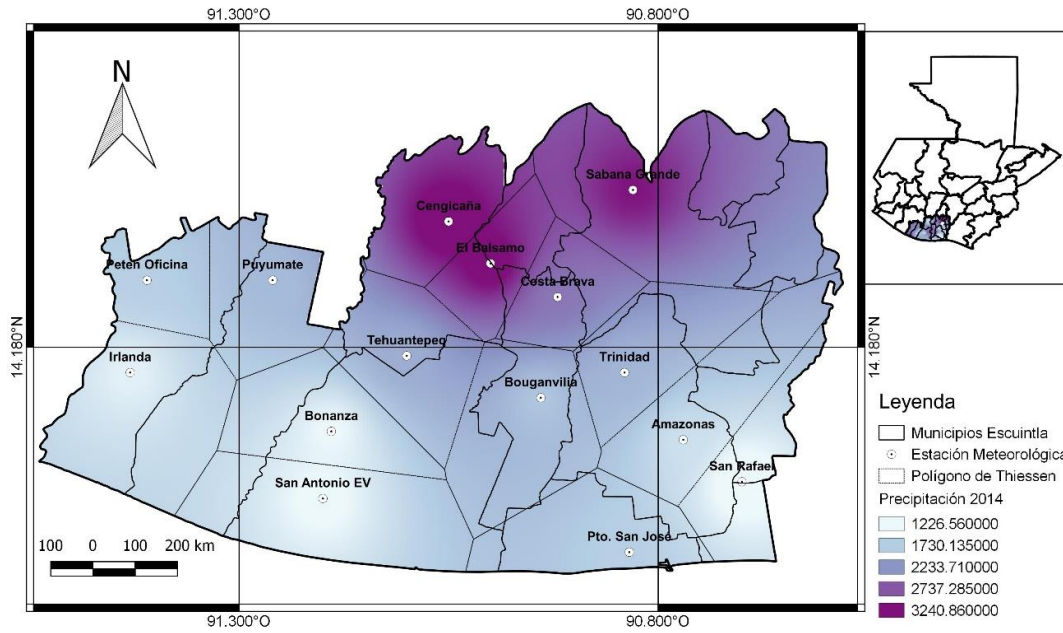 91.300°O
90.800°O
N
Sabana Grande
Cengicaña
El Balsamo
Petén Oficina
Puyumate
Costa Brava
14.180°N
Tehuantepeq
14.180°N
Irlanda
Trinidad
Bouganvilia
Bonanza
Amazonas
San Rafael
San Antonio EV
Pto. San José
100 0 100 200 km
91.300°O
90.800°O
Leyenda
Municipios Escuintla
Estación Meteorológica
Polígono de Thiessen
Precipitación 2014
1226.560000
1730.135000
2233.710000
2737.285000
3240.860000